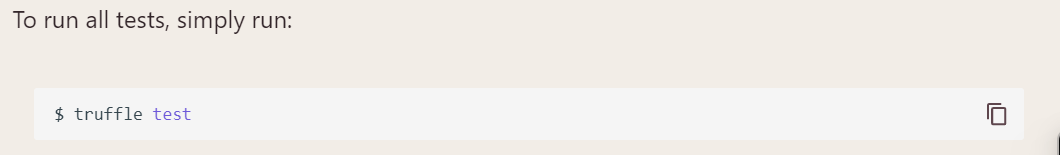 To run all tests, simply run:
$ truffle test